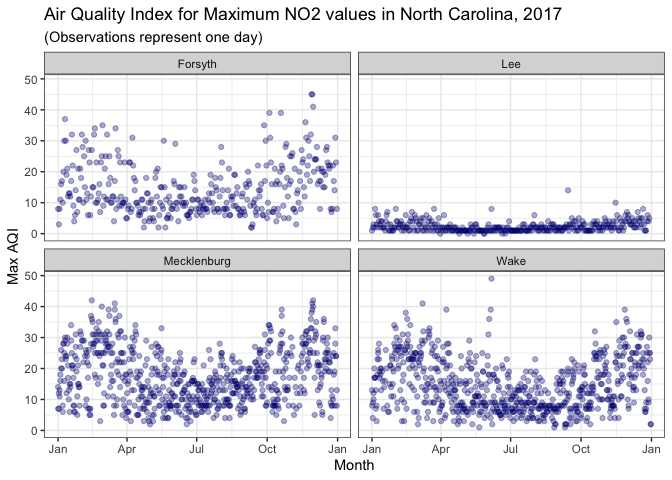 Air Quality Index for Maximum NO2 values in North Carolina, 2017
(Observations represent one day)
Forsyth
Lee
50
40
30
20
10
0
Max AQI
Mecklenburg
Wake
50
40
30
20
10
0
Jan Apr Jul Oct Jan Jan Apr Jul Oct Jan
Month